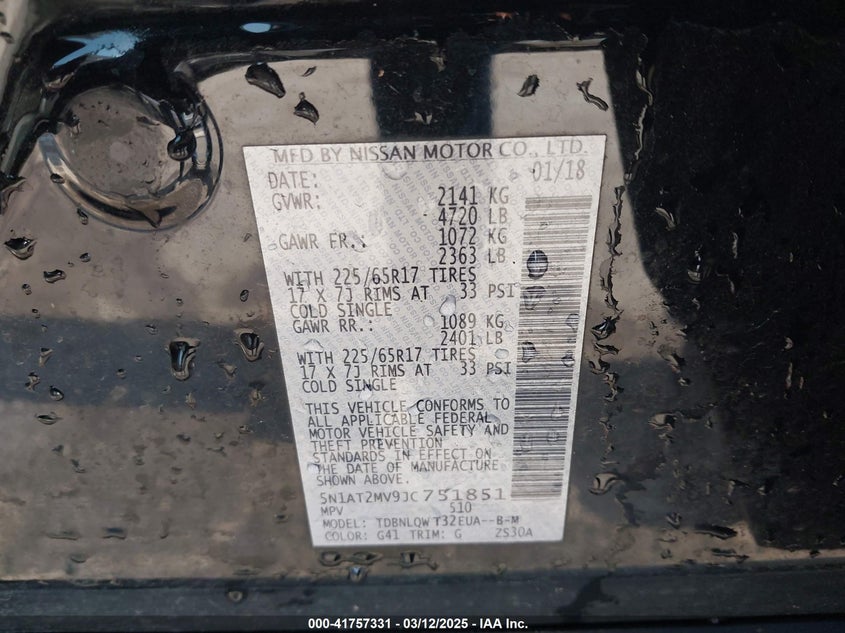 MFD BY NISSAN MOTOR CO., LTD.
DATE: 01/18
GVWR: 2141 KG
4720 LB
GAWR FR.: 1072 KG
2363 LB.
WITH 225/65R17 TIRES
17 X 7J RIMS AT 33 PSI
COLD SINGLE
GAWR RR.: 1089 KG
2401 LB
WITH 225/65R17 TIRES
17 X 7J RIMS AT 33 PSI
COLD SINGLE
THIS VEHICLE CONFORMS TO
ALL APPLICABLE FEDERAL
MOTOR VEHICLE SAFETY AND
THEFT PREVENTION
STANDARDS IN EFFECT ON
THE DATE OF MANUFACTURE
SHOWN ABOVE.
5N1AT2MV9JC751851
MPV 510
MODEL: TDBNLQW T32EUA--B-M
COLOR: G41 TRIM: G ZS30A
000-41757331 — 03/12/2025 — IAA Inc.